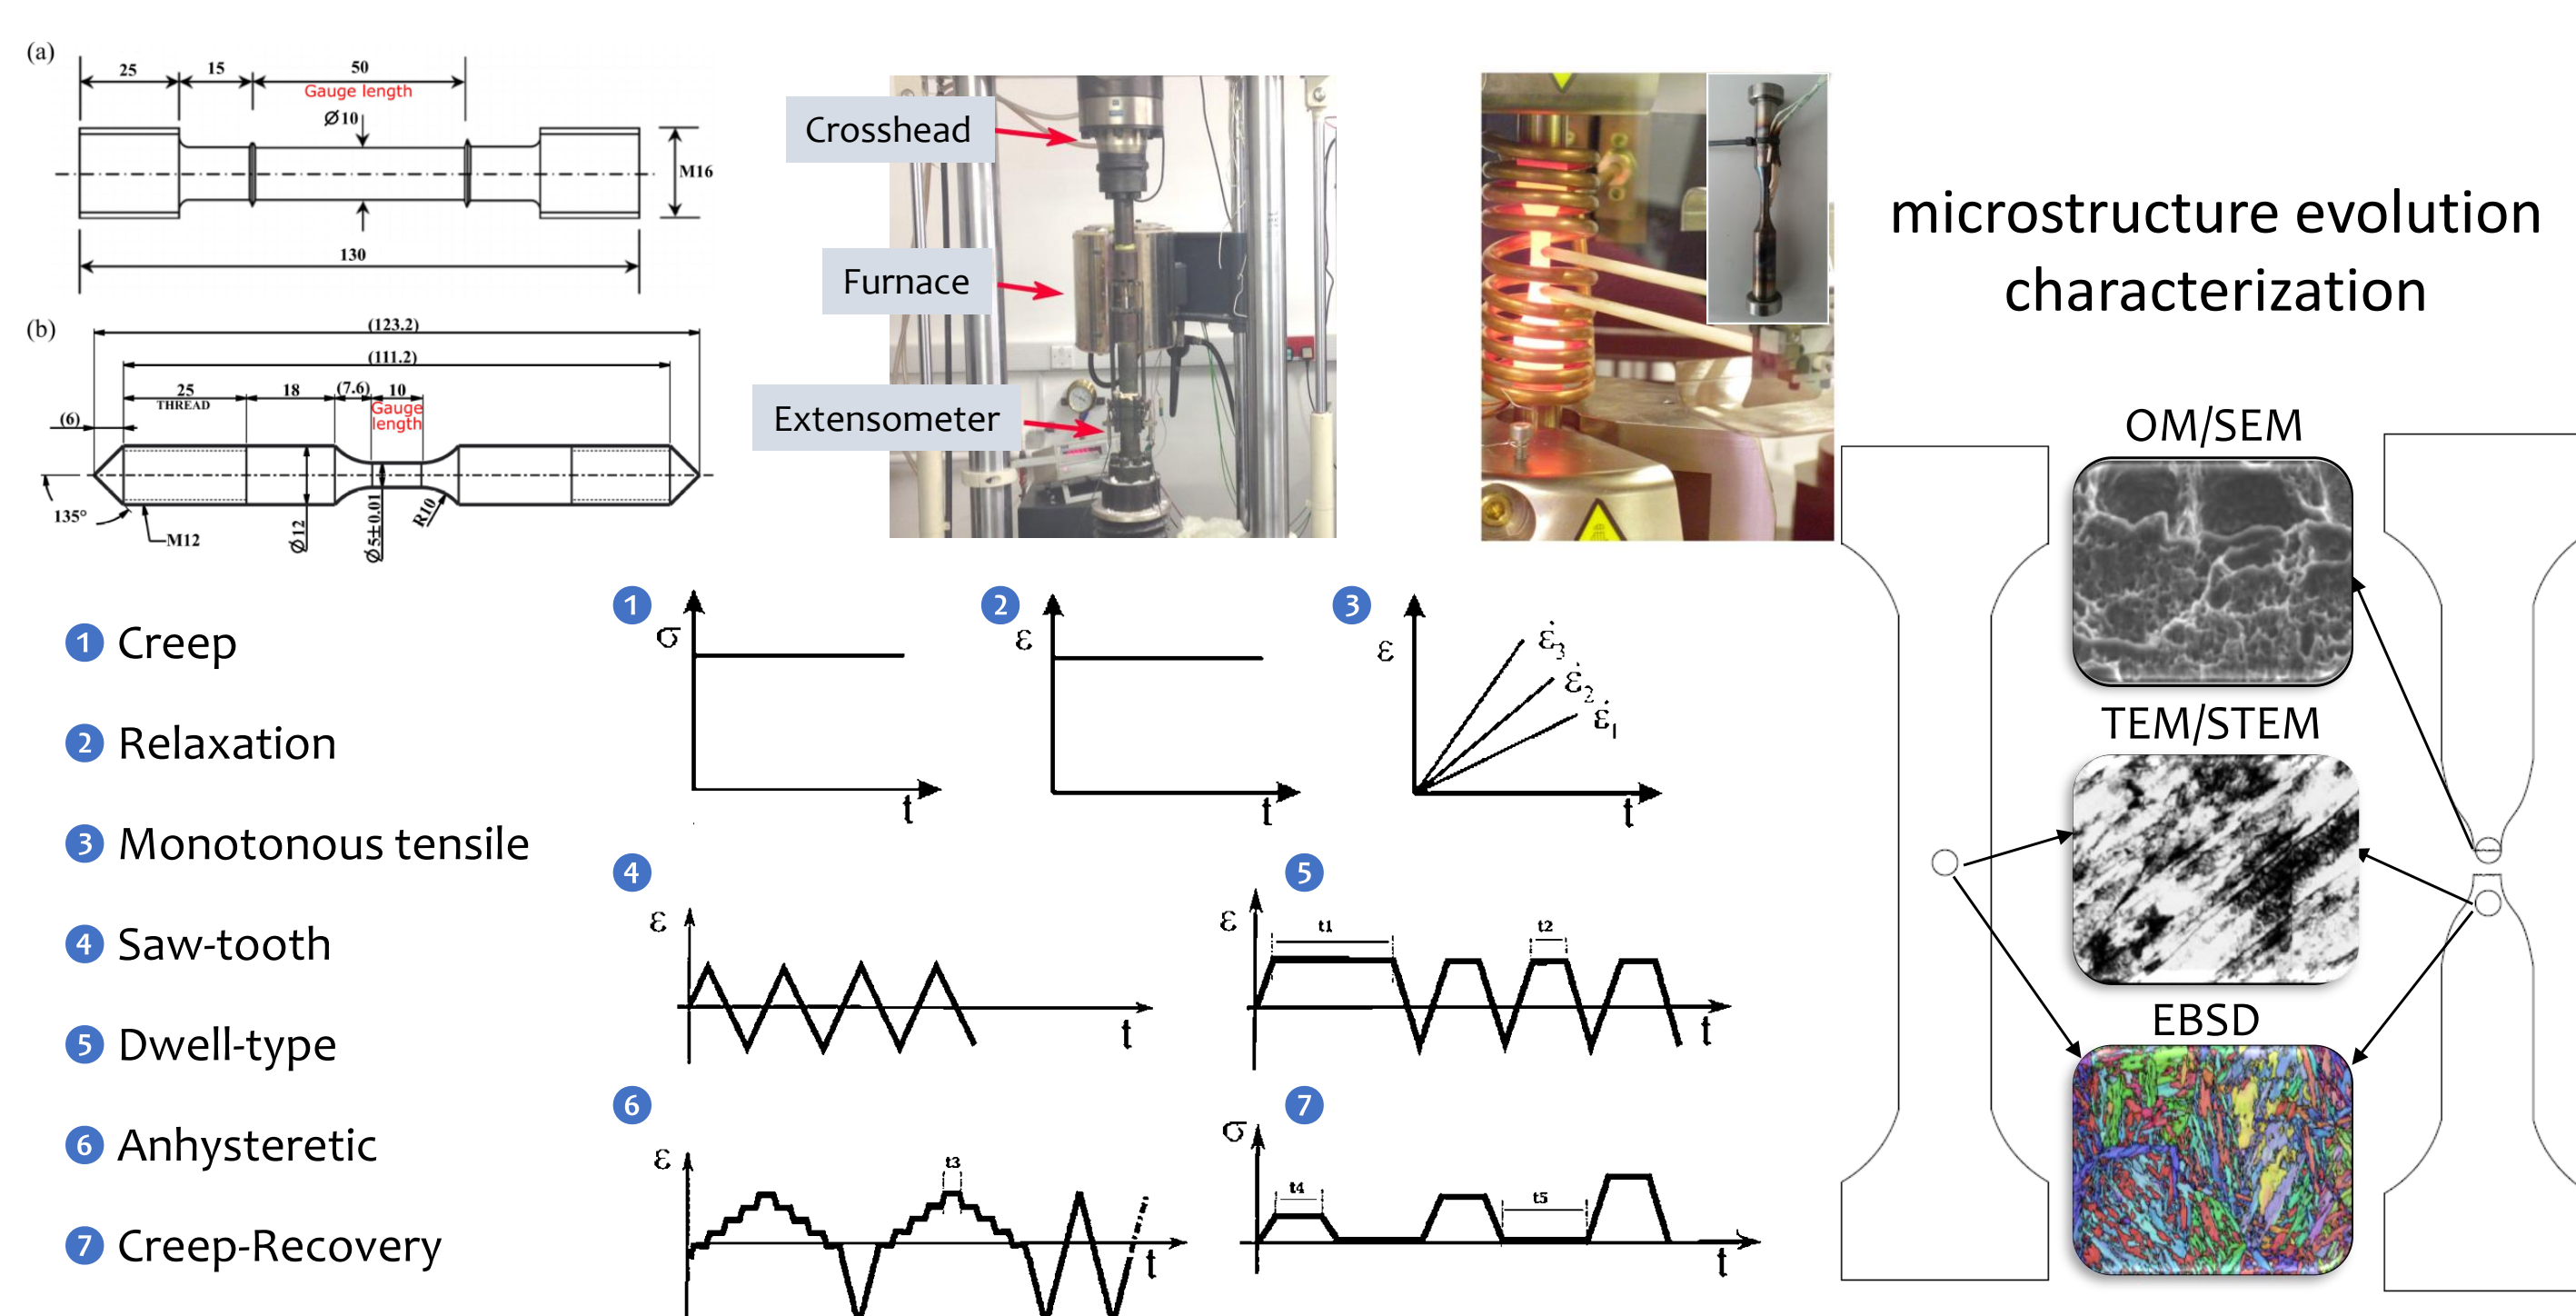 (a)
25
15
50
Gauge length
Ø10
M16
130
(b)
(123.2)
(111.2)
25
THREAD
18
(7.6)
10
Gauge
length
(6)
135°
M12
Ø12
Ø5±0.01
R10
Crosshead
Furnace
Extensometer
microstructure evolution
characterization
OM/SEM
TEM/STEM
EBSD
1 Creep
2 Relaxation
3 Monotonous tensile
4 Saw-tooth
5 Dwell-type
6 Anhysteretic
7 Creep-Recovery
1
σ
t
2
ε
t
3
ε
ε̇3
ε̇2
ε̇1
t
4
ε
t
5
ε
t1
t2
t
6
ε
t3
t
7
σ
t4
t5
t